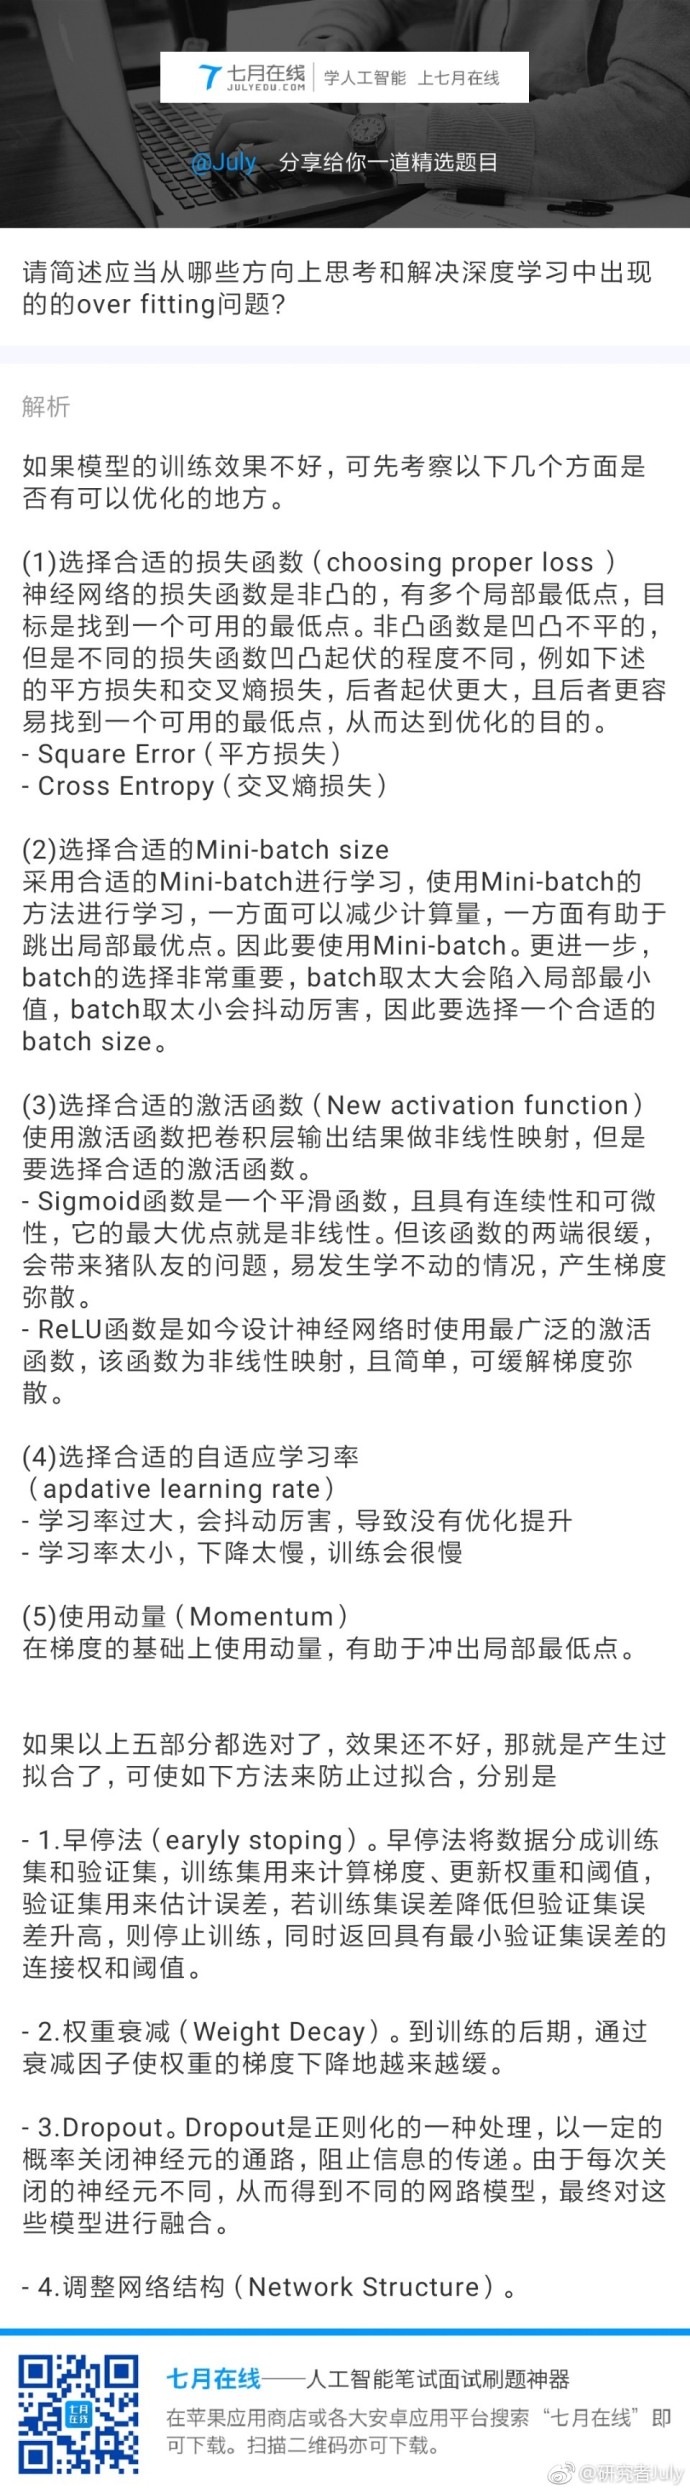 七月在线
JULYEDU.COM
学人工智能 上七月在线
@July 分享给你一道精选题目
请简述应当从哪些方向上思考和解决深度学习中出现
的的over fitting问题?
解析
如果模型的训练效果不好，可先考察以下几个方面是
否有可以优化的地方。
(1)选择合适的损失函数（choosing proper loss ）
神经网络的损失函数是非凸的，有多个局部最低点，目
标是找到一个可用的最低点。非凸函数是凹凸不平的，
但是不同的损失函数凹凸起伏的程度不同，例如下述
的平方损失和交叉熵损失，后者起伏更大，且后者更容
易找到一个可用的最低点，从而达到优化的目的。
- Square Error（平方损失）
- Cross Entropy（交叉熵损失）
(2)选择合适的Mini-batch size
采用合适的Mini-batch进行学习，使用Mini-batch的
方法进行学习，一方面可以减少计算量，一方面有助于
跳出局部最优点。因此要使用Mini-batch。更进一步，
batch的选择非常重要，batch取太大会陷入局部最小
值，batch取太小会抖动厉害，因此要选择一个合适的
batch size。
(3)选择合适的激活函数（New activation function）
使用激活函数把卷积层输出结果做非线性映射，但是
要选择合适的激活函数。
- Sigmoid函数是一个平滑函数，且具有连续性和可微
性，它的最大优点就是非线性。但该函数的两端很缓，
会带来猪队友的问题，易发生学不动的情况，产生梯度
弥散。
- ReLU函数是如今设计神经网络时使用最广泛的激活
函数，该函数为非线性映射，且简单，可缓解梯度弥
散。
(4)选择合适的自适应学习率
（apdative learning rate）
- 学习率过大，会抖动厉害，导致没有优化提升
- 学习率太小，下降太慢，训练会很慢
(5)使用动量（Momentum）
在梯度的基础上使用动量，有助于冲出局部最低点。
如果以上五部分都选对了，效果还不好，那就是产生过
拟合了，可使如下方法来防止过拟合，分别是
- 1.早停法（earyly stoping）。早停法将数据分成训练
集和验证集，训练集用来计算梯度、更新权重和阈值，
验证集用来估计误差，若训练集误差降低但验证集误
差升高，则停止训练，同时返回具有最小验证集误差的
连接权和阈值。
- 2.权重衰减（Weight Decay）。到训练的后期，通过
衰减因子使权重的梯度下降地越来越缓。
- 3.Dropout。Dropout是正则化的一种处理，以一定的
概率关闭神经元的通路，阻止信息的传递。由于每次关
闭的神经元不同，从而得到不同的网路模型，最终对这
些模型进行融合。
- 4.调整网络结构（Network Structure）。
七月
在线
七月在线——人工智能笔试面试刷题神器
在苹果应用商店或各大安卓应用平台搜索“七月在线”即
可下载。扫描二维码亦可下载。
@研究者July